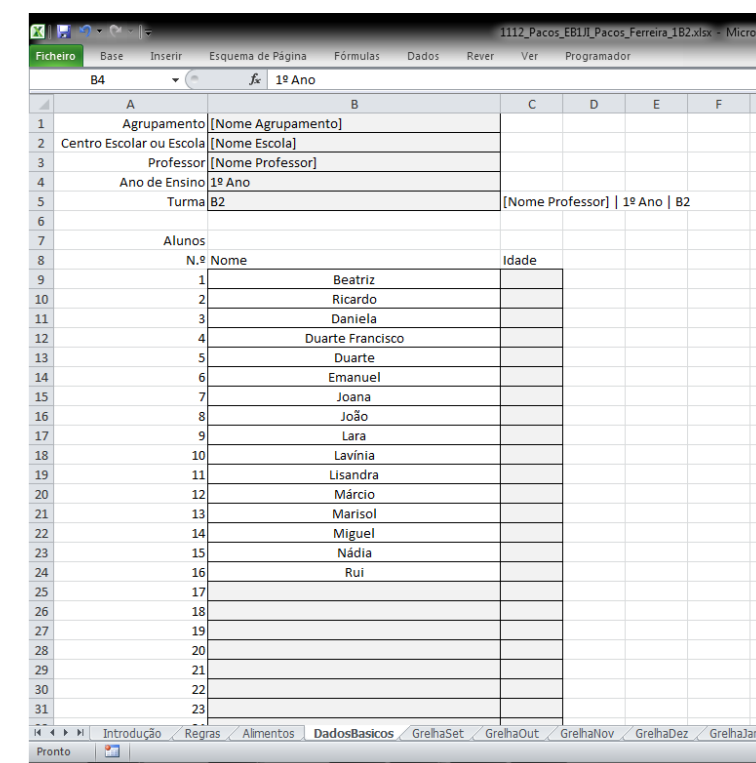 1112_Pacos_EB1JI_Pacos_Ferreira_1B2.xlsx - Micro
Ficheiro Base Inserir Esquema de Página Fórmulas Dados Rever Ver Programador
B4 fx 1º Ano
A B C D E F
1 Agrupamento [Nome Agrupamento]
2 Centro Escolar ou Escola [Nome Escola]
3 Professor [Nome Professor]
4 Ano de Ensino 1º Ano
5 Turma B2 [Nome Professor] | 1º Ano | B2
6
7 Alunos
8 N.º Nome Idade
9 1 Beatriz
10 2 Ricardo
11 3 Daniela
12 4 Duarte Francisco
13 5 Duarte
14 6 Emanuel
15 7 Joana
16 8 João
17 9 Lara
18 10 Lavínia
19 11 Lisandra
20 12 Márcio
21 13 Marisol
22 14 Miguel
23 15 Nádia
24 16 Rui
25 17
26 18
27 19
28 20
29 21
30 22
31 23
Introdução Regras Alimentos DadosBasicos GrelhaSet GrelhaOut GrelhaNov GrelhaDez GrelhaJan
Pronto